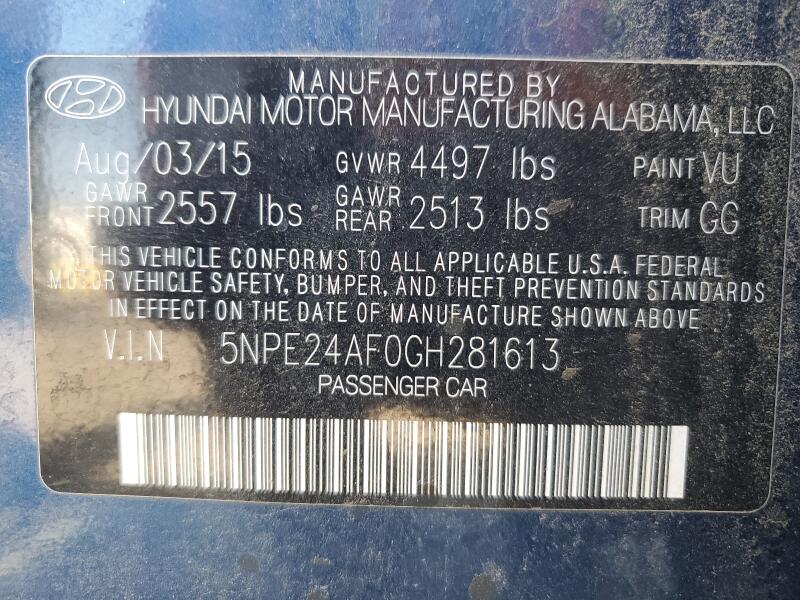 MANUFACTURED BY
HYUNDAI MOTOR MANUFACTURING ALABAMA, LLC
Aug/03/15 GVWR 4497 lbs PAINT VU
GAWR FRONT 2557 lbs GAWR REAR 2513 lbs TRIM GG
THIS VEHICLE CONFORMS TO ALL APPLICABLE U.S.A. FEDERAL
MOTOR VEHICLE SAFETY, BUMPER, AND THEFT PREVENTION STANDARDS
IN EFFECT ON THE DATE OF MANUFACTURE SHOWN ABOVE
V.I.N 5NPE24AF0GH281613
PASSENGER CAR